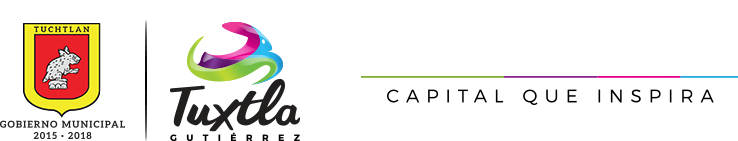 TUCHTLAN
GOBIERNO MUNICIPAL
2015 • 2018
Tuxtla
GUTIÉRREZ
CAPITAL QUE INSPIRA